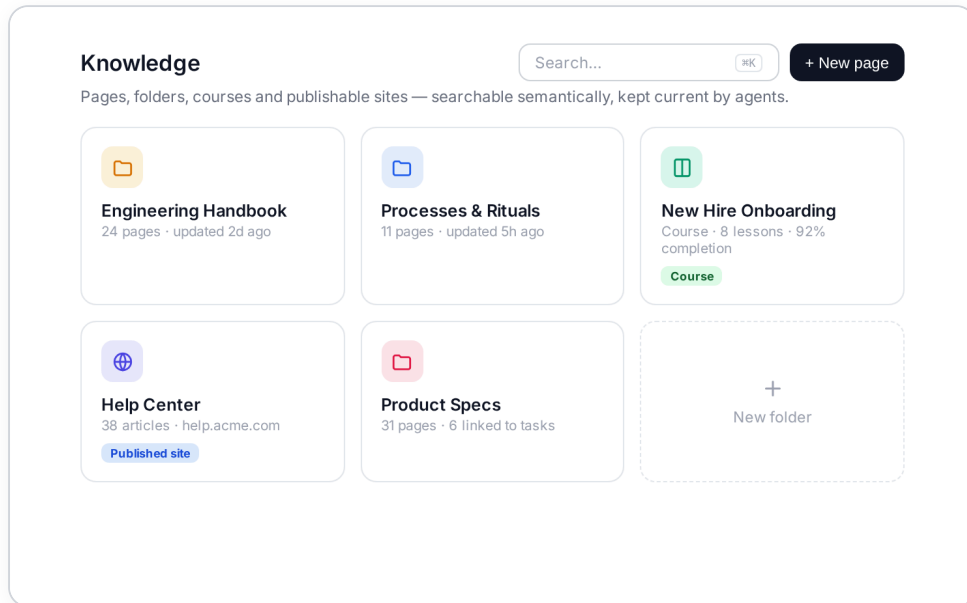 Knowledge
Search...
⌘K
+ New page
Pages, folders, courses and publishable sites — searchable semantically, kept current by agents.
Engineering Handbook
24 pages · updated 2d ago
Processes & Rituals
11 pages · updated 5h ago
New Hire Onboarding
Course · 8 lessons · 92%
completion
Course
Help Center
38 articles · help.acme.com
Published site
Product Specs
31 pages · 6 linked to tasks
New folder